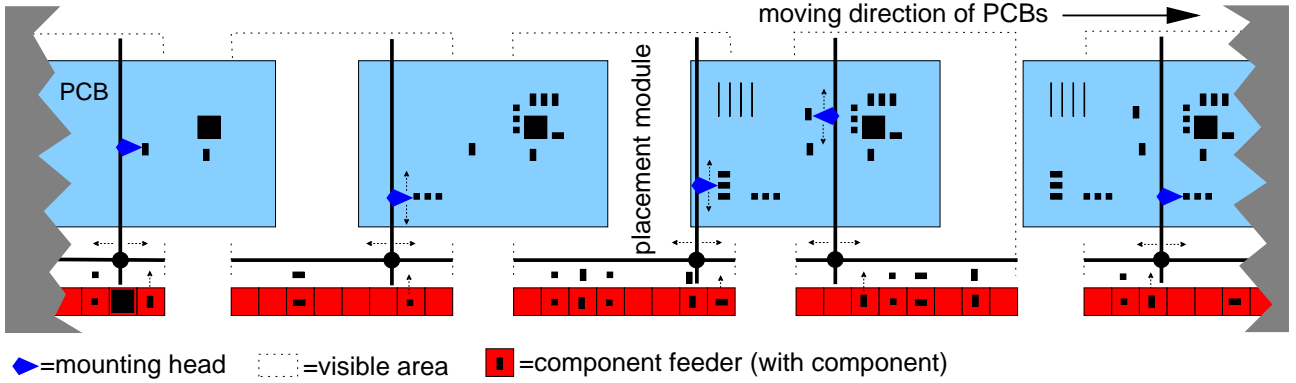 moving direction of PCBs
PCB
placement module
=mounting head
=visible area
=component feeder (with component)